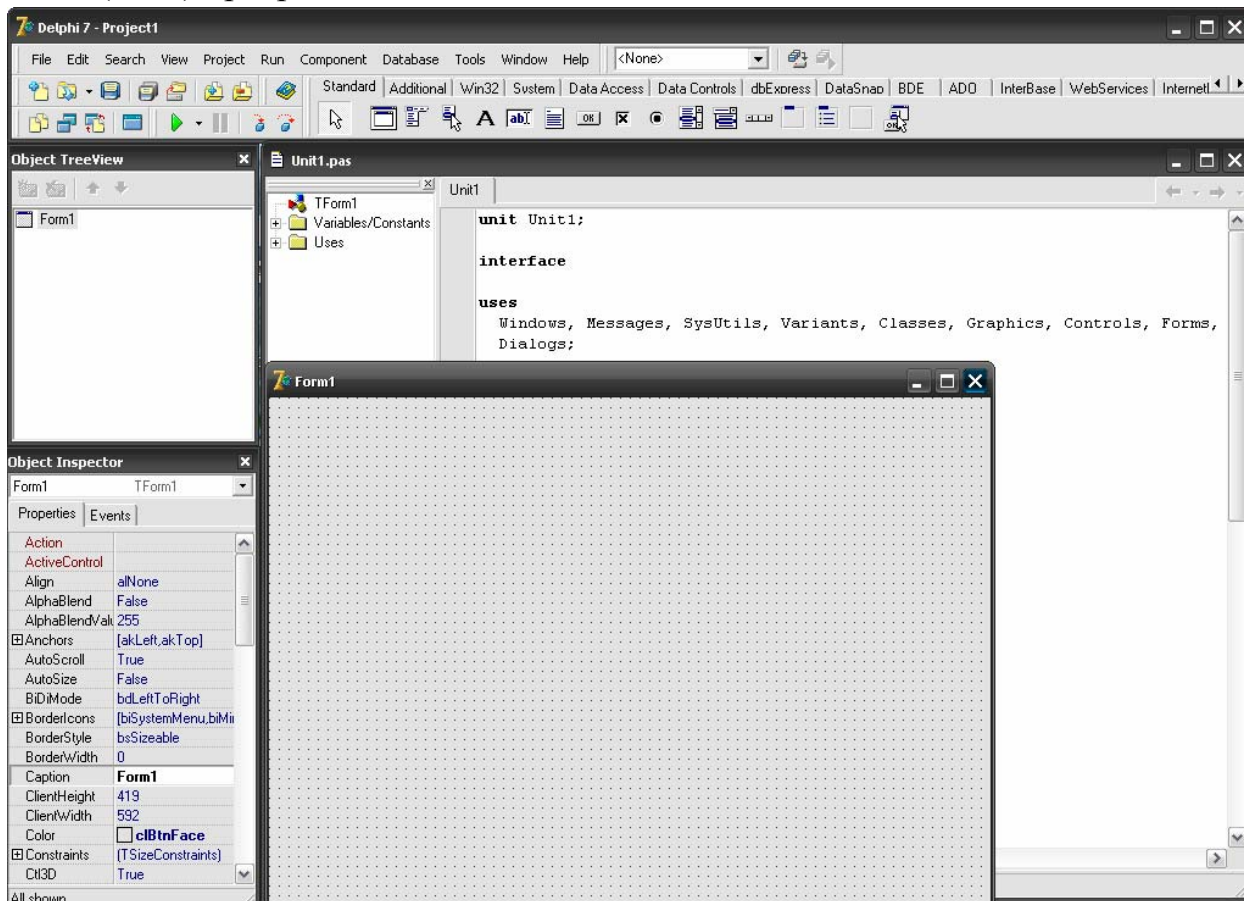 Delphi 7 - Project1
File Edit Search View Project Run Component Database Tools Window Help <None>
Standard Additional Win32 System Data Access Data Controls dbExpress DataSnap BDE ADO InterBase WebServices
Object TreeView
Form1
Unit1.pas
TForm1
Variables/Constants
Uses
Unit1
unit Unit1;
interface
uses
Windows, Messages, SysUtils, Variants, Classes, Graphics, Controls, Forms,
Dialogs;
Form1
Object Inspector
Form1 TForm1
Properties Events
Action
ActiveControl
Align alNone
AlphaBlend False
AlphaBlendValu 255
Anchors [akLeft,akTop]
AutoScroll True
AutoSize False
BiDiMode bdLeftToRight
BorderIcons [biSystemMenu,biMi
BorderStyle bsSizeable
BorderWidth 0
Caption Form1
ClientHeight 419
ClientWidth 592
Color clBtnFace
Constraints (TSizeConstraints)
Ctl3D True
All shown